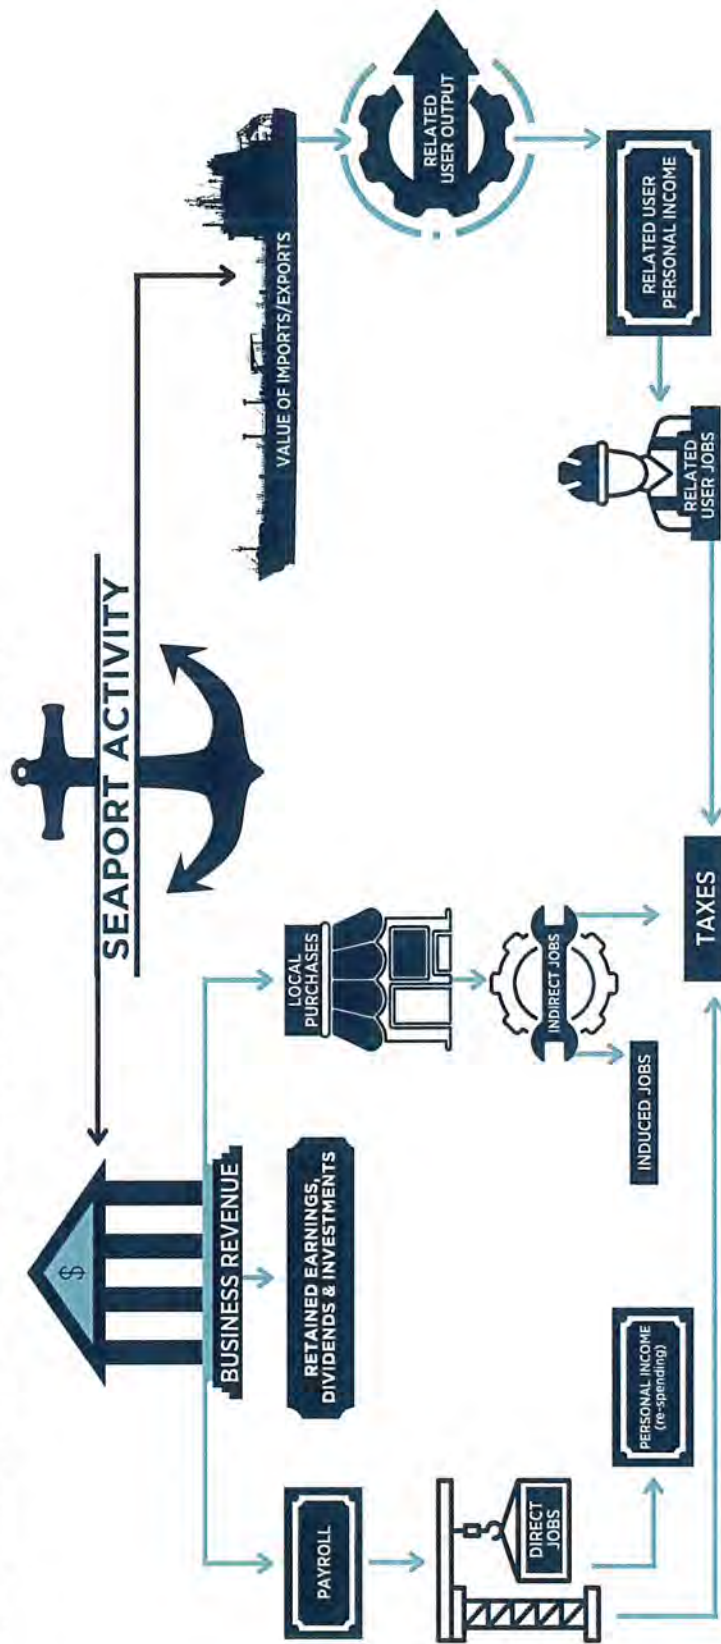 SEAPORT ACTIVITY
$
BUSINESS REVENUE
VALUE OF IMPORTS/EXPORTS
PAYROLL
RETAINED EARNINGS,
DIVIDENDS & INVESTMENTS
LOCAL
PURCHASES
RELATED
USER OUTPUT
DIRECT
JOBS
INDIRECT JOBS
PERSONAL INCOME
(re-spending)
INDUCED JOBS
RELATED USER
PERSONAL INCOME
RELATED
USER JOBS
TAXES